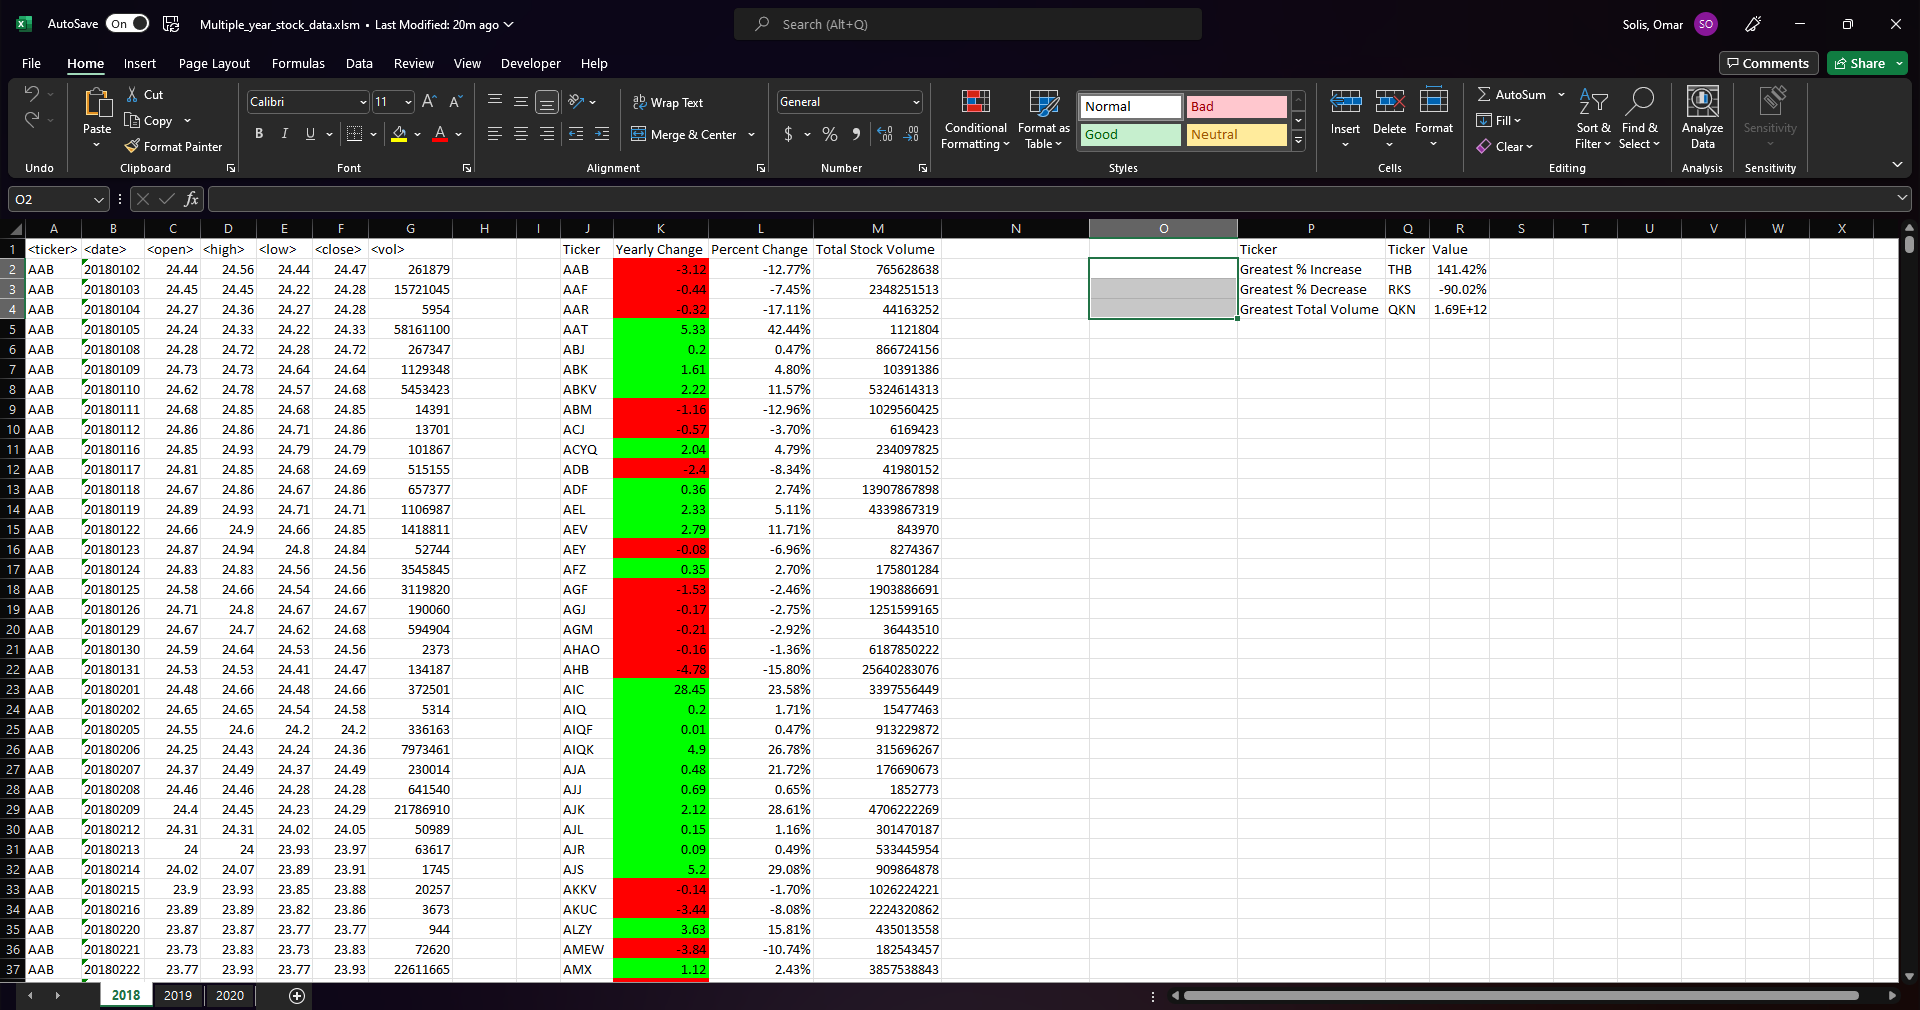 AutoSave On Multiple_year_stock_data.xlsm • Last Modified: 20m ago Search (Alt+Q) Solis, Omar SO
File Home Insert Page Layout Formulas Data Review View Developer Help Comments Share
Paste Cut Copy Format Painter
Calibri 11 B I U A A A
Wrap Text Merge & Center
General $ % 9
Conditional Formatting Format as Table
Normal Bad Good Neutral
Insert Delete Format
AutoSum Fill Clear Sort & Filter Find & Select
Analyze Data Sensitivity
Undo Clipboard Font Alignment Number Styles Cells Editing Analysis Sensitivity
O2 fx
A B C D E F G H I J K L M N O P Q R S T U V W X
1 <ticker> <date> <open> <high> <low> <close> <vol> Ticker Yearly Change Percent Change Total Stock Volume Ticker Ticker Value
2 AAB 20180102 24.44 24.56 24.44 24.47 261879 AAB -3.12 -12.77% 765628638 Greatest % Increase THB 141.42%
3 AAB 20180103 24.45 24.45 24.22 24.28 15721045 AAF -0.44 -7.45% 2348251513 Greatest % Decrease RKS -90.02%
4 AAB 20180104 24.27 24.36 24.27 24.28 5954 AAR -0.32 -17.11% 44163252 Greatest Total Volume QKN 1.69E+12
5 AAB 20180105 24.24 24.33 24.22 24.33 58161100 AAT 5.33 42.44% 1121804
6 AAB 20180108 24.28 24.72 24.28 24.72 267347 ABJ 0.2 0.47% 866724156
7 AAB 20180109 24.73 24.73 24.64 24.64 1129348 ABK 1.61 4.80% 10391386
8 AAB 20180110 24.62 24.78 24.57 24.68 5453423 ABKV 2.22 11.57% 5324614313
9 AAB 20180111 24.68 24.85 24.68 24.85 14391 ABM -1.16 -12.96% 1029560425
10 AAB 20180112 24.86 24.86 24.71 24.86 13701 ACJ -0.57 -3.70% 6169423
11 AAB 20180116 24.85 24.93 24.79 24.79 101867 ACYQ 2.04 4.79% 234097825
12 AAB 20180117 24.81 24.85 24.68 24.69 515155 ADB -2.4 -8.34% 41980152
13 AAB 20180118 24.67 24.86 24.67 24.86 657377 ADF 0.36 2.74% 13907867898
14 AAB 20180119 24.89 24.93 24.71 24.71 1106987 AEL 2.33 5.11% 4339867319
15 AAB 20180122 24.66 24.9 24.66 24.85 1418811 AEV 2.79 11.71% 843970
16 AAB 20180123 24.87 24.94 24.8 24.84 52744 AEY -0.08 -6.96% 8274367
17 AAB 20180124 24.83 24.83 24.56 24.56 3545845 AFZ 0.35 2.70% 175801284
18 AAB 20180125 24.58 24.66 24.54 24.66 3119820 AGF -1.53 -2.46% 1903886691
19 AAB 20180126 24.71 24.8 24.67 24.67 190060 AGJ -0.17 -2.75% 1251599165
20 AAB 20180129 24.67 24.7 24.62 24.68 594904 AGM -0.21 -2.92% 36443510
21 AAB 20180130 24.59 24.64 24.53 24.56 2373 AHAO -0.16 -1.36% 6187850222
22 AAB 20180131 24.53 24.53 24.41 24.47 134187 AHB -4.78 -15.80% 25640283076
23 AAB 20180201 24.48 24.66 24.48 24.66 372501 AIC 28.45 23.58% 3397556449
24 AAB 20180202 24.65 24.65 24.54 24.58 5314 AIQ 0.2 1.71% 15477463
25 AAB 20180205 24.55 24.6 24.2 24.2 336163 AIQF 0.01 0.47% 913229872
26 AAB 20180206 24.25 24.43 24.24 24.36 7973461 AIQK 4.9 26.78% 315696267
27 AAB 20180207 24.37 24.49 24.37 24.49 230014 AJA 0.48 21.72% 176690673
28 AAB 20180208 24.46 24.46 24.28 24.28 641540 AJJ 0.69 0.65% 1852773
29 AAB 20180209 24.4 24.45 24.23 24.29 21786910 AJK 2.12 28.61% 4706222269
30 AAB 20180212 24.31 24.31 24.02 24.05 50989 AJL 0.15 1.16% 301470187
31 AAB 20180213 24 24 23.93 23.97 63617 AJR 0.09 0.49% 533445954
32 AAB 20180214 24.02 24.07 23.89 23.91 1745 AJS 5.2 29.08% 909864878
33 AAB 20180215 23.9 23.93 23.85 23.88 20257 AKKV -0.14 -1.70% 1026224221
34 AAB 20180216 23.89 23.89 23.82 23.86 3673 AKUC -3.44 -8.08% 2224320862
35 AAB 20180220 23.87 23.87 23.77 23.77 944 ALZY 3.63 15.81% 435013558
36 AAB 20180221 23.73 23.83 23.73 23.83 72620 AMEW -3.84 -10.74% 182543457
37 AAB 20180222 23.77 23.93 23.77 23.93 22611665 AMX 1.12 2.43% 3857538843
2018 2019 2020